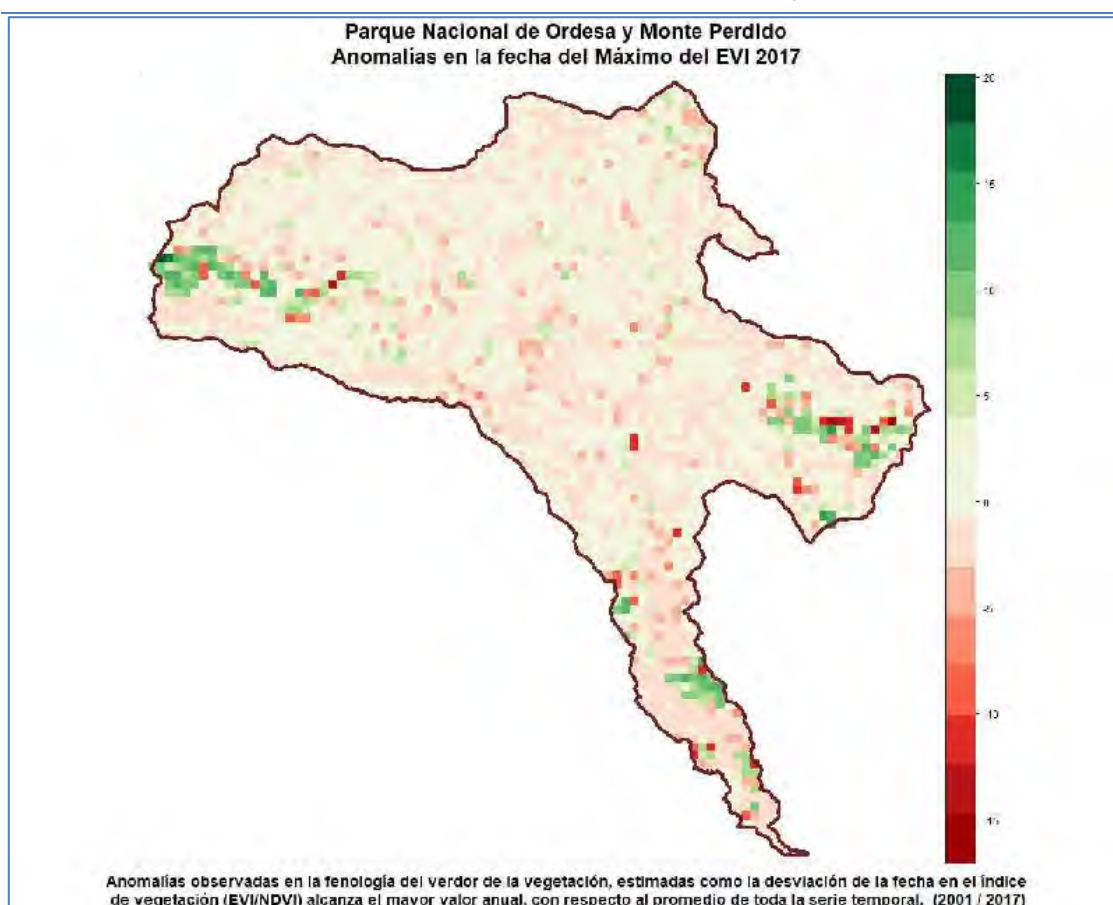 Parque Nacional de Ordesa y Monte Perdido
Anomalías en la fecha del Máximo del EVI 2017
20
15
10
5
0
-5
-10
-15
Anomalías observadas en la fenología del verdor de la vegetación, estimadas como la desviación de la fecha en el índice
de vegetación (EVI/NDVI) alcanza el mayor valor anual, con respecto al promedio de toda la serie temporal. (2001 / 2017)